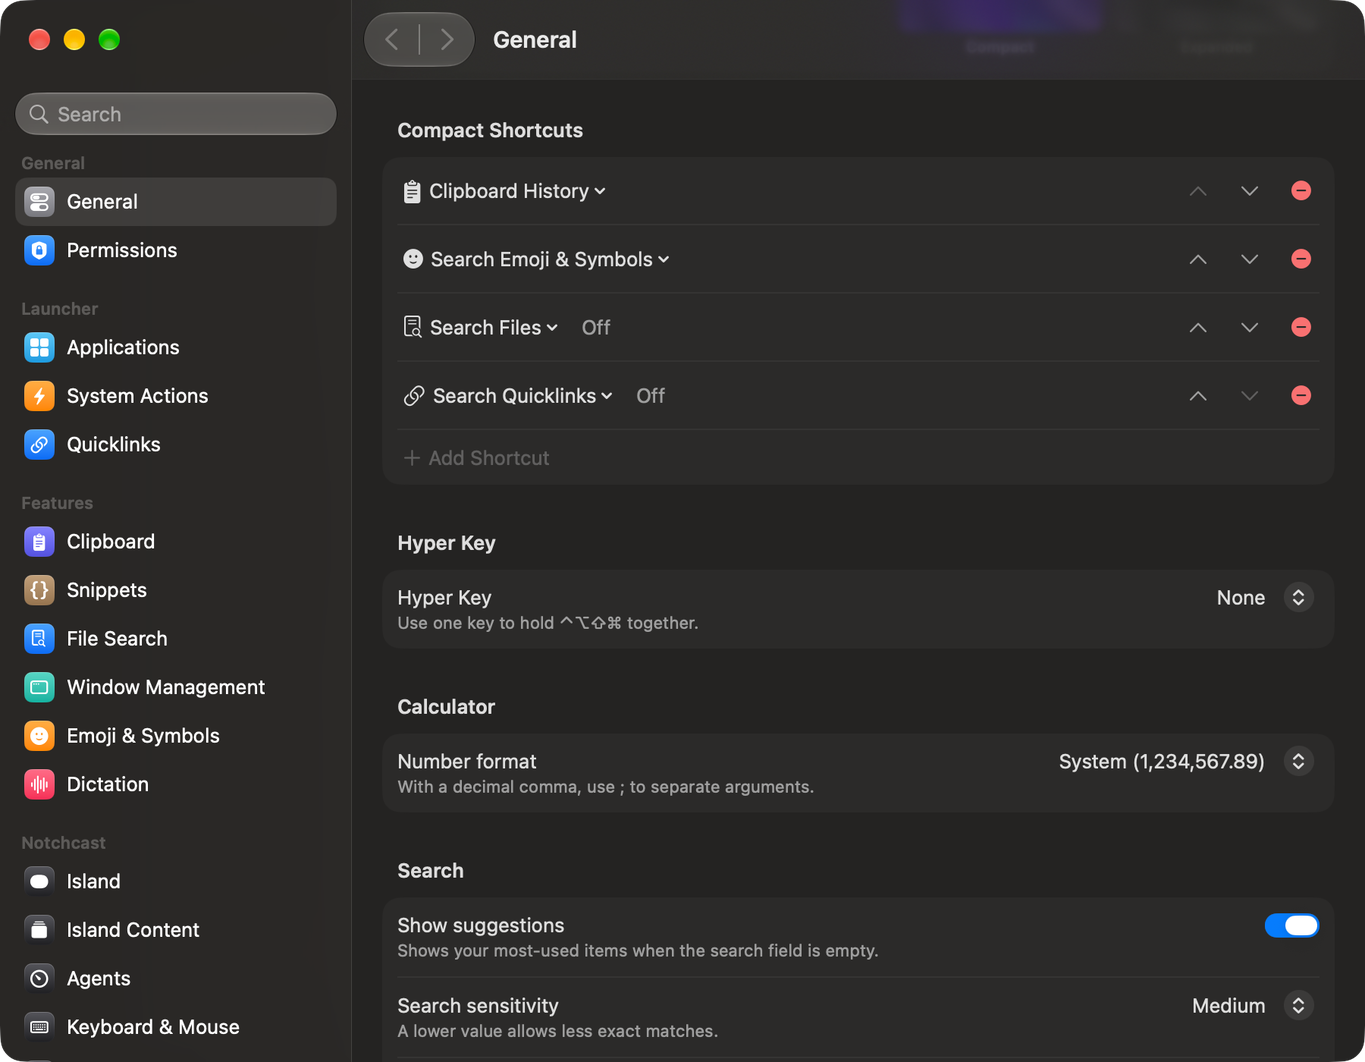 General
Search
General
General
Permissions
Launcher
Applications
System Actions
Quicklinks
Features
Clipboard
Snippets
File Search
Window Management
Emoji & Symbols
Dictation
Notchcast
Island
Island Content
Agents
Keyboard & Mouse
Compact Shortcuts
Clipboard History
Search Emoji & Symbols
Search Files Off
Search Quicklinks Off
+ Add Shortcut
Hyper Key
Hyper Key None
Use one key to hold ⌃⌥⇧⌘ together.
Calculator
Number format System (1,234,567.89)
With a decimal comma, use ; to separate arguments.
Search
Show suggestions
Shows your most-used items when the search field is empty.
Search sensitivity Medium
A lower value allows less exact matches.